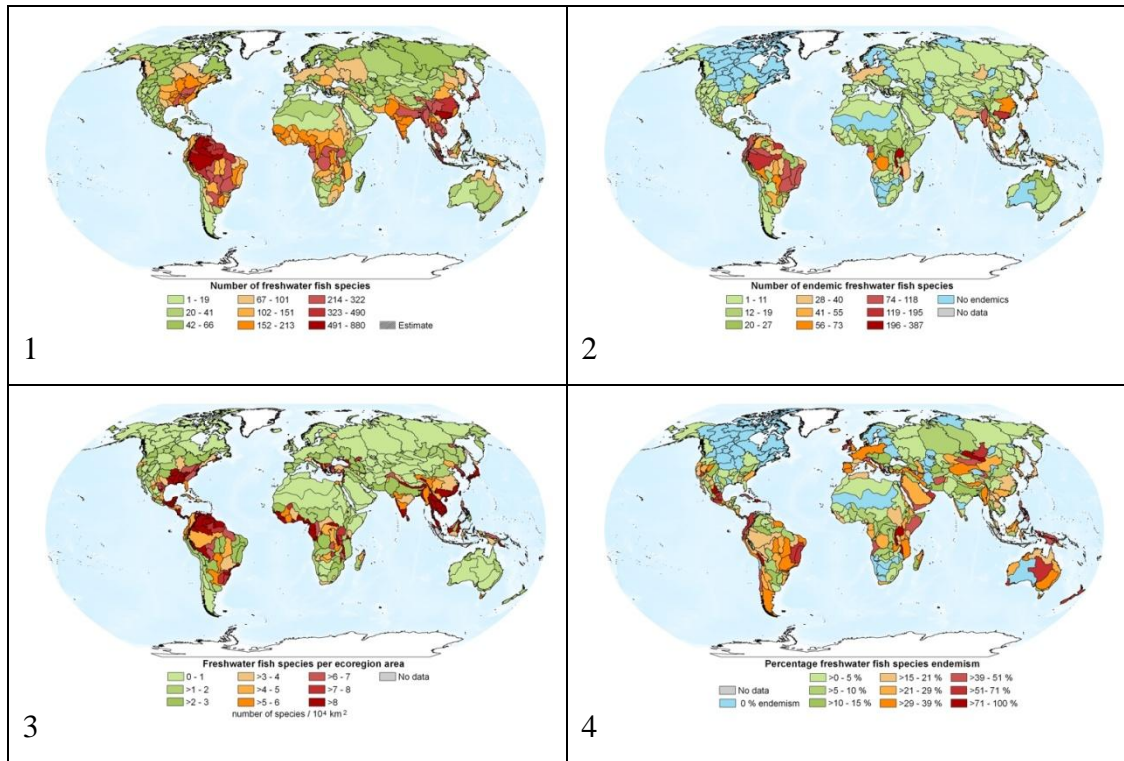 Number of freshwater fish species
1 - 19 67 - 101 214 - 322
20 - 41 102 - 151 323 - 490
42 - 66 152 - 213 491 - 880 Estimate
1
Number of endemic freshwater fish species
1 - 11 28 - 40 74 - 118 No endemics
12 - 19 41 - 55 119 - 195 No data
20 - 27 56 - 73 196 - 387
2
Freshwater fish species per ecoregion area
0 - 1 >3 - 4 >6 - 7 No data
>1 - 2 >4 - 5 >7 - 8
>2 - 3 >5 - 6 >8
number of species / 10⁴ km²
3
Percentage freshwater fish species endemism
>0 - 5 % >15 - 21 % >39 - 51 %
No data >5 - 10 % >21 - 29 % >51- 71 %
0 % endemism >10 - 15 % >29 - 39 % >71 - 100 %
4